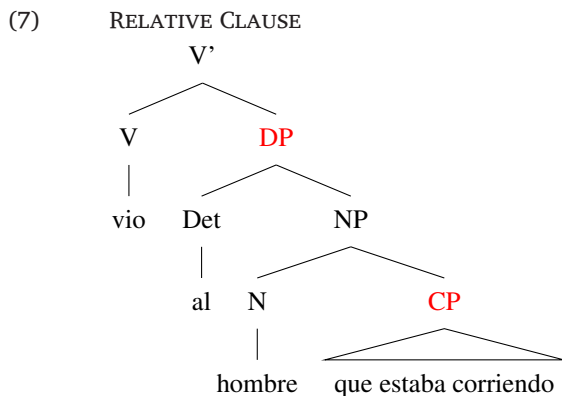 (7) RELATIVE CLAUSE
V’
V DP
vio Det NP
al N CP
hombre que estaba corriendo